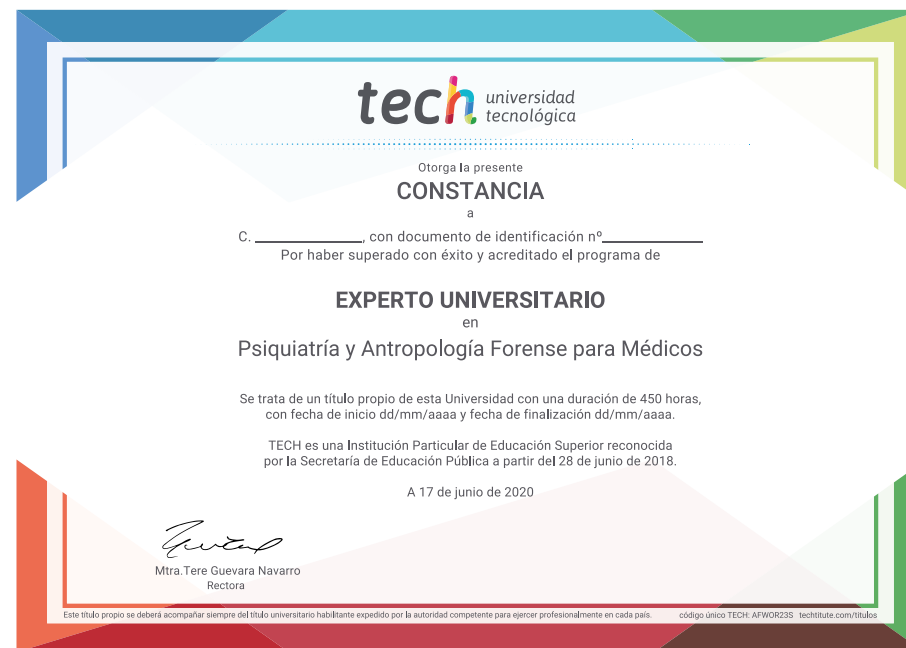 tech universidad
tecnológica
Otorga la presente
CONSTANCIA
a
C. ______________, con documento de identificación nº_____________
Por haber superado con éxito y acreditado el programa de
EXPERTO UNIVERSITARIO
en
Psiquiatría y Antropología Forense para Médicos
Se trata de un título propio de esta Universidad con una duración de 450 horas,
con fecha de inicio dd/mm/aaaa y fecha de finalización dd/mm/aaaa.
TECH es una Institución Particular de Educación Superior reconocida
por la Secretaría de Educación Pública a partir del 28 de junio de 2018.
A 17 de junio de 2020
Mtra.Tere Guevara Navarro
Rectora
Este título propio se deberá acompañar siempre del título universitario habilitante expedido por la autoridad competente para ejercer profesionalmente en cada país. código único TECH: AFWOR23S techtitute.com/titulos